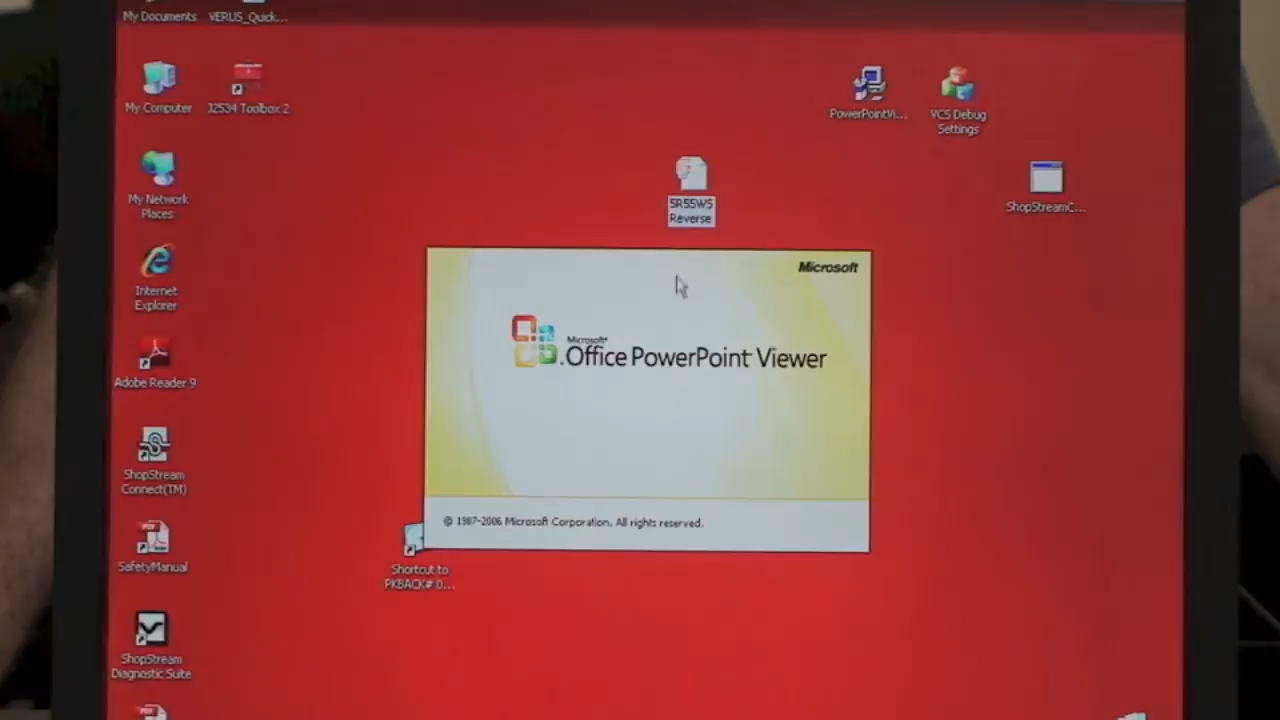 My Documents
VERUS_Quick...
My Computer
J2534 Toolbox 2
PowerPointVi...
VCS Debug
Settings
My Network
Places
SR55WS
Reverse
ShopStreamC...
Internet
Explorer
Microsoft
Microsoft
Office PowerPoint Viewer
Adobe Reader 9
ShopStream
Connect(TM)
© 1987-2006 Microsoft Corporation. All rights reserved.
PDF
SafetyManual
Shortcut to
PKBACK# 0...
ShopStream
Diagnostic Suite
PDF